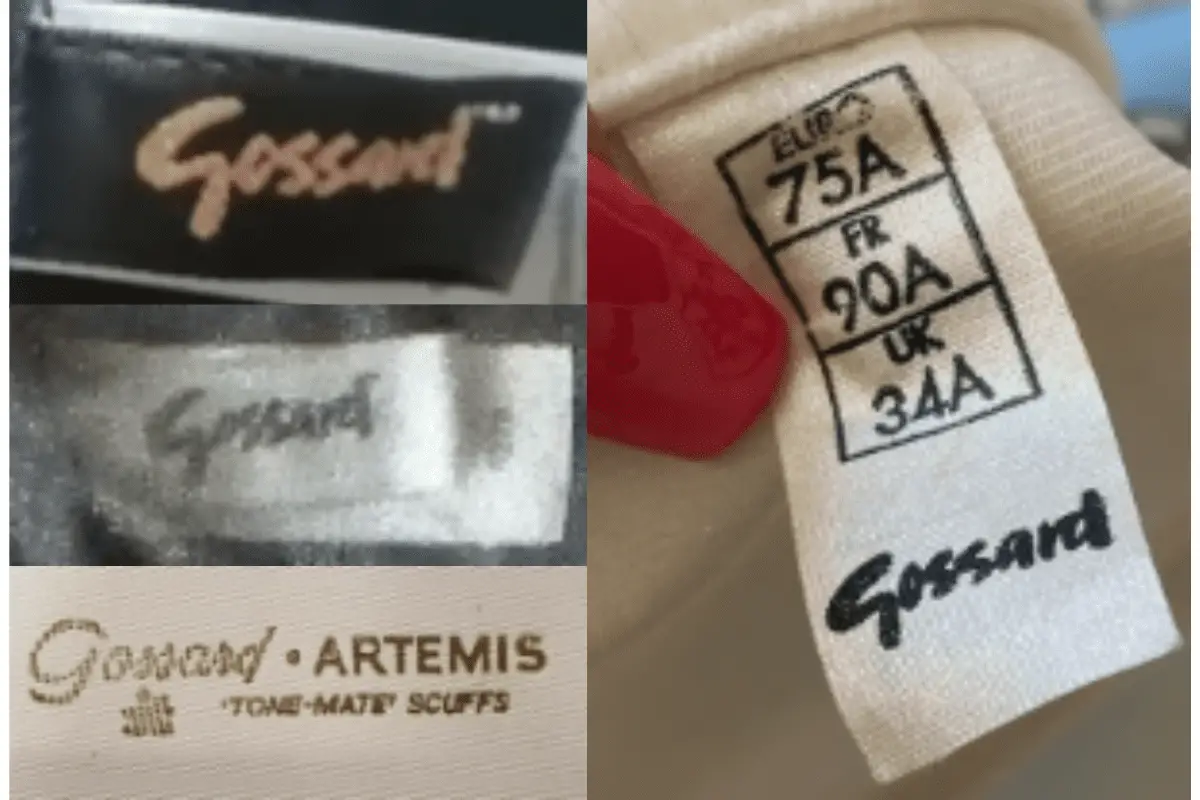 Gossard
Gossard
Gossard • ARTEMIS
'TONE-MATE' SCUFFS
EURO
75A
FR
90A
UK
34A
Gossard